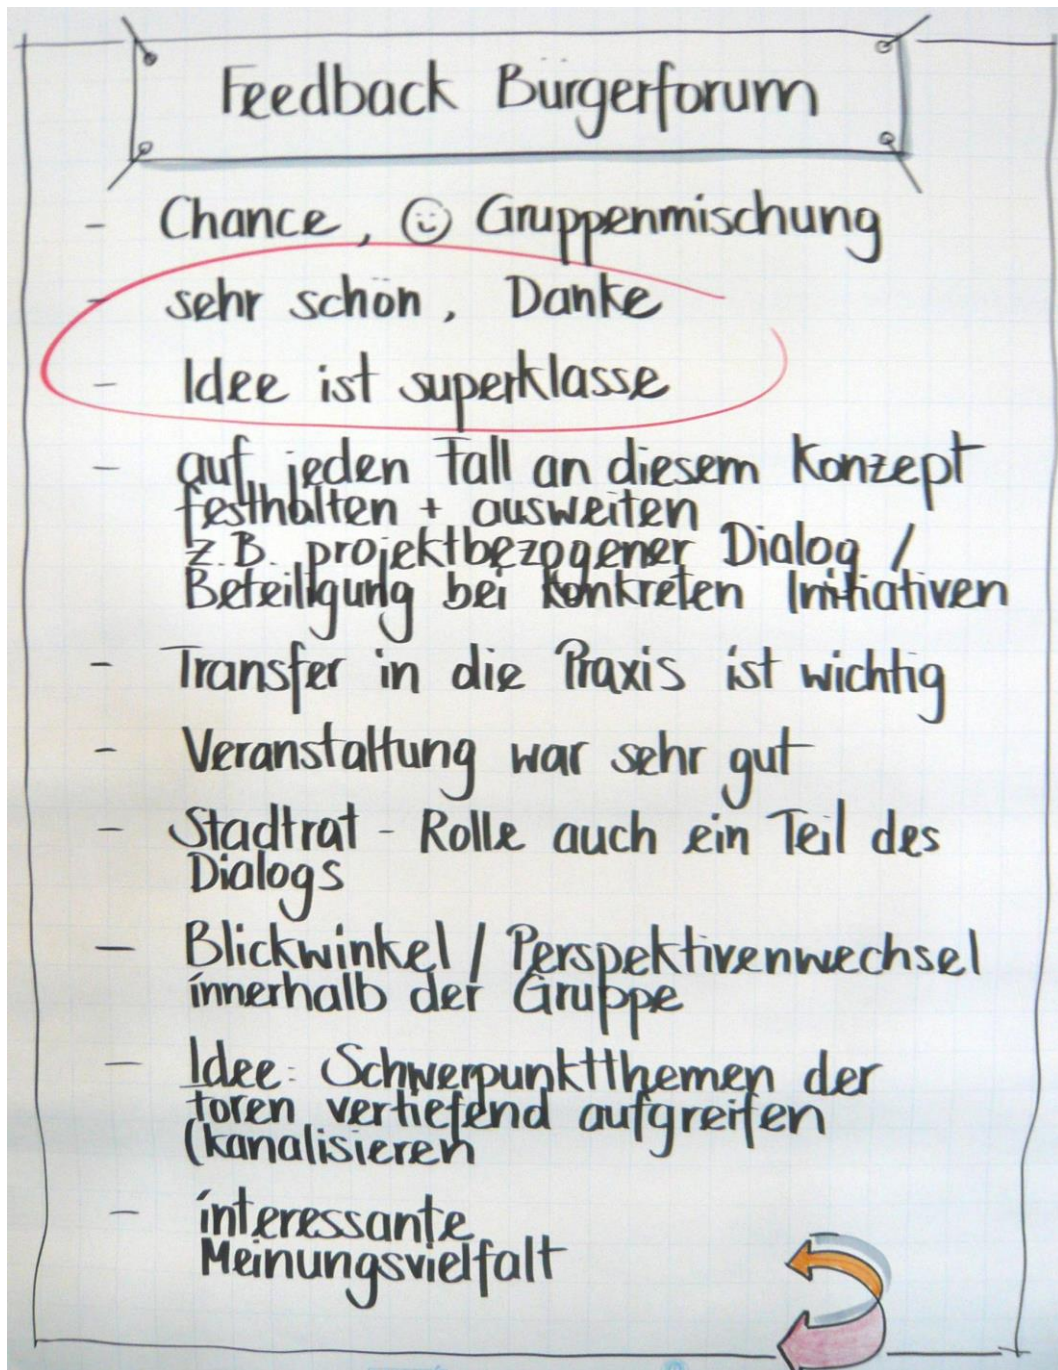 Feedback Bürgerforum
- Chance, ☺ Gruppenmischung
- sehr schön, Danke
- Idee ist superklasse
- auf jeden Fall an diesem Konzept
festhalten + ausweiten
z.B. projektbezogener Dialog /
Beteiligung bei konkreten Initiativen
- Transfer in die Praxis ist wichtig
- Veranstaltung war sehr gut
- Stadtrat - Rolle auch ein Teil des
Dialogs
- Blickwinkel / Perspektivenwechsel
innerhalb der Gruppe
- Idee: Schwerpunktthemen der
Foren vertiefend aufgreifen
(kanalisieren
- interessante
Meinungsvielfalt